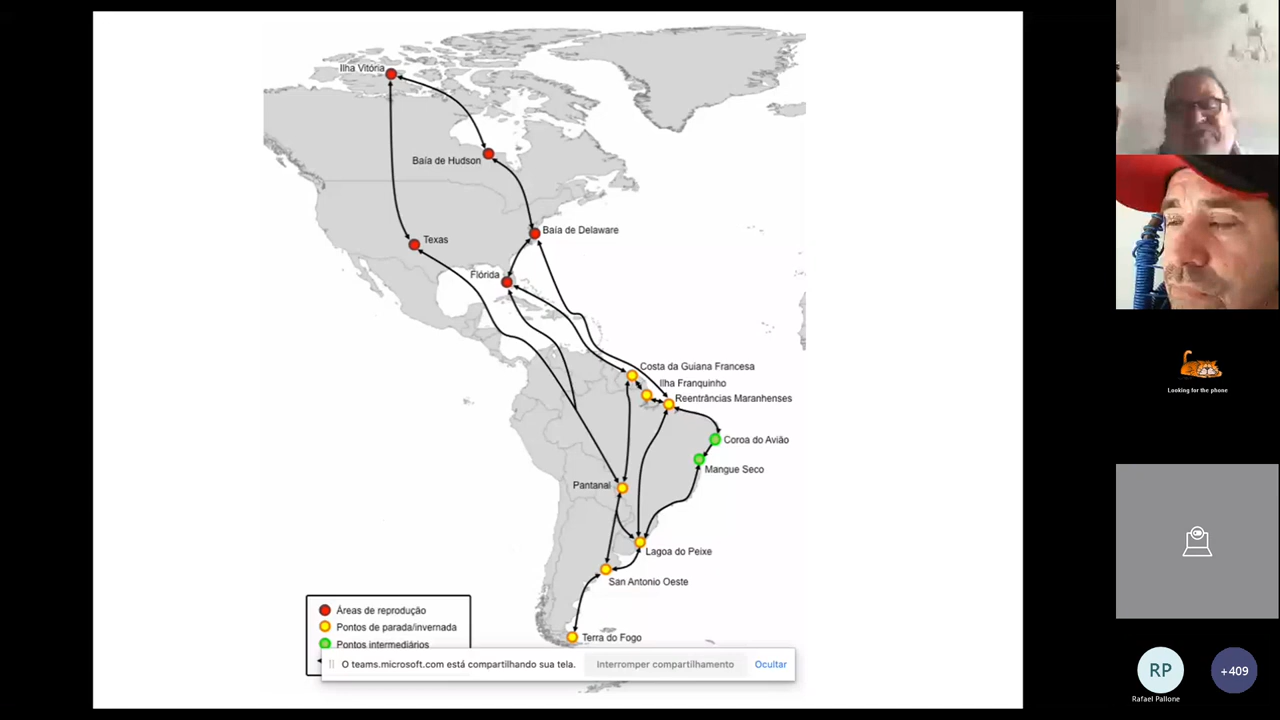 Ilha Vitória
Baía de Hudson
Baía de Delaware
Texas
Flórida
Costa da Guiana Francesa
Ilha Franquinho
Reentrâncias Maranhenses
Coroa do Avião
Mangue Seco
Pantanal
Lagoa do Peixe
San Antonio Oeste
Terra do Fogo
Áreas de reprodução
Pontos de parada/invernada
Pontos intermediários
O teams.microsoft.com está compartilhando sua tela.
Interromper compartilhamento
Ocultar
Looking for the phone
RP
Rafael Pallone
+409